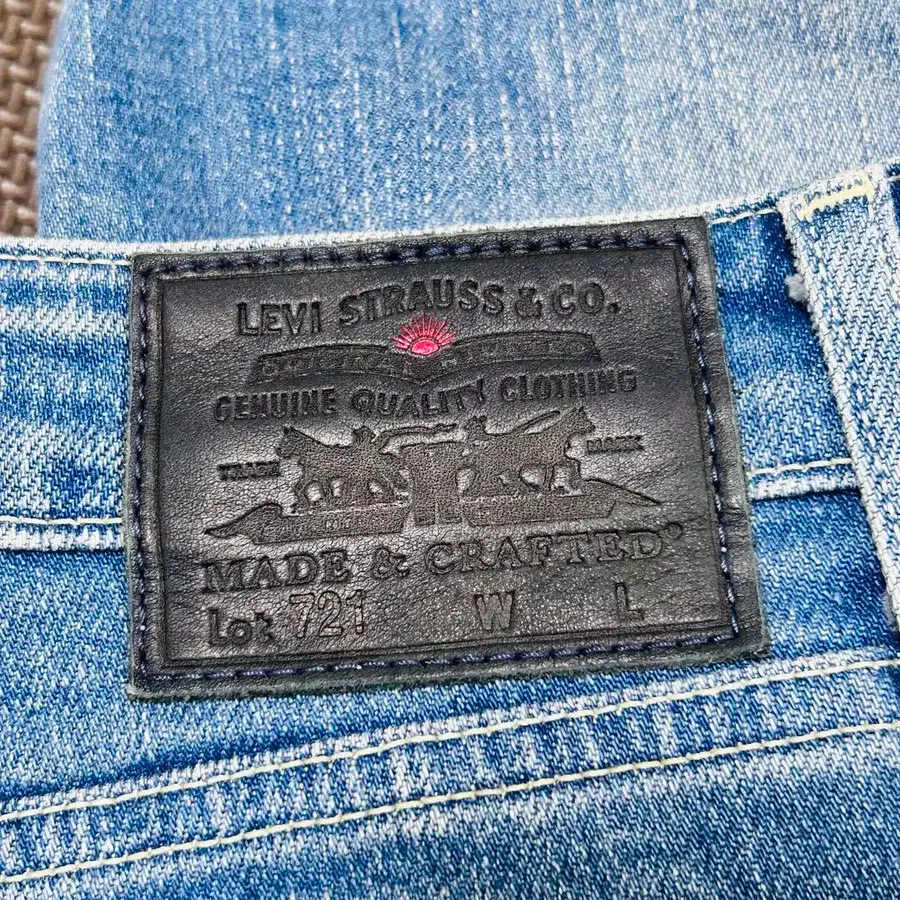 LEVI STRAUSS & CO.
GENUINE QUALITY CLOTHING
TRADE MARK
MADE & CRAFTED®
Lot 721 W L